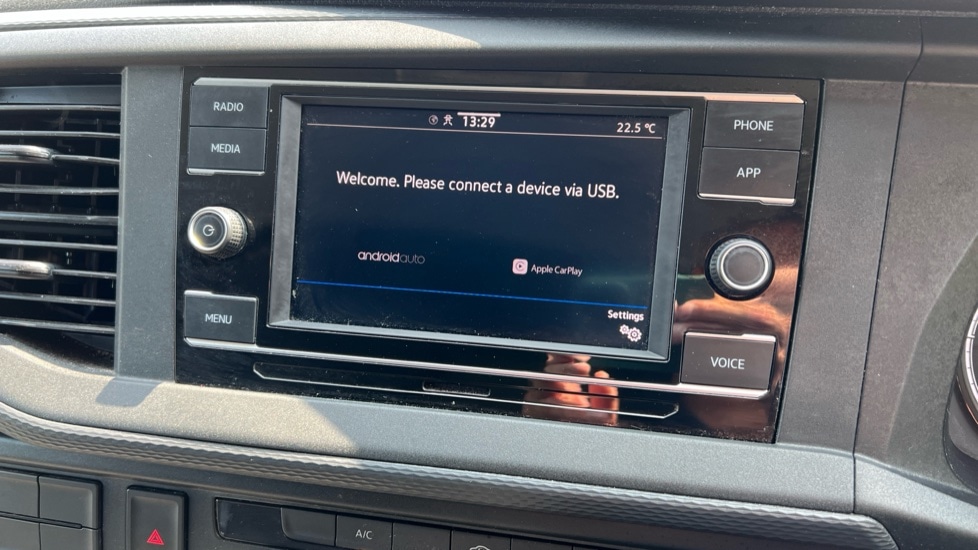 RADIO
MEDIA
MENU
13:29
22.5 °C
Welcome. Please connect a device via USB.
androidauto
Apple CarPlay
Settings
PHONE
APP
VOICE
A/C